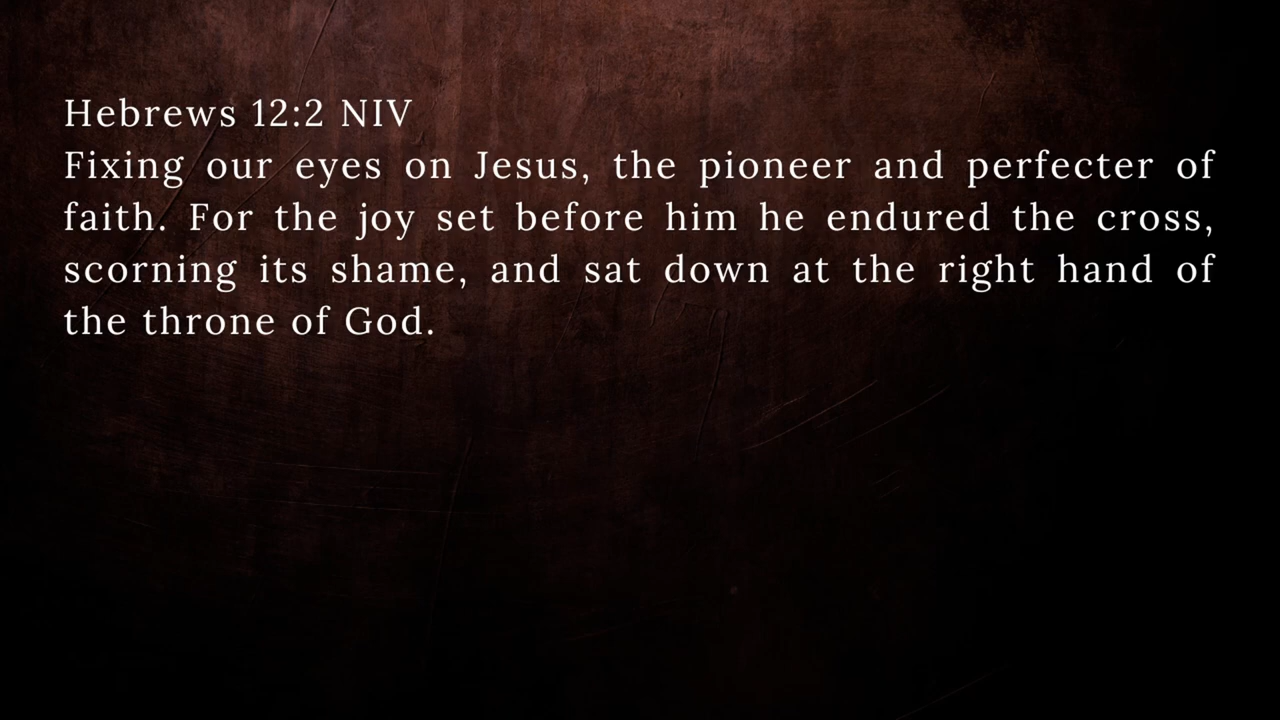 Hebrews 12:2 NIV
Fixing our eyes on Jesus, the pioneer and perfecter of
faith. For the joy set before him he endured the cross,
scorning its shame, and sat down at the right hand of
the throne of God.